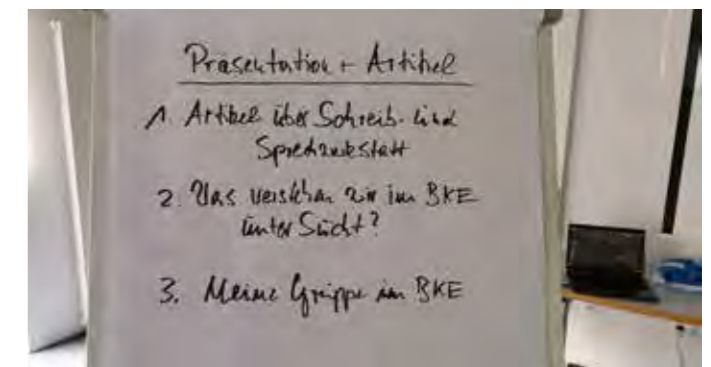 Präsentation + Artikel
1. Artikel über Schreib- und
Sprechwerkstatt
2. Was verstehen wir im BKE
unter Sucht?
3. Meine Gruppe im BKE